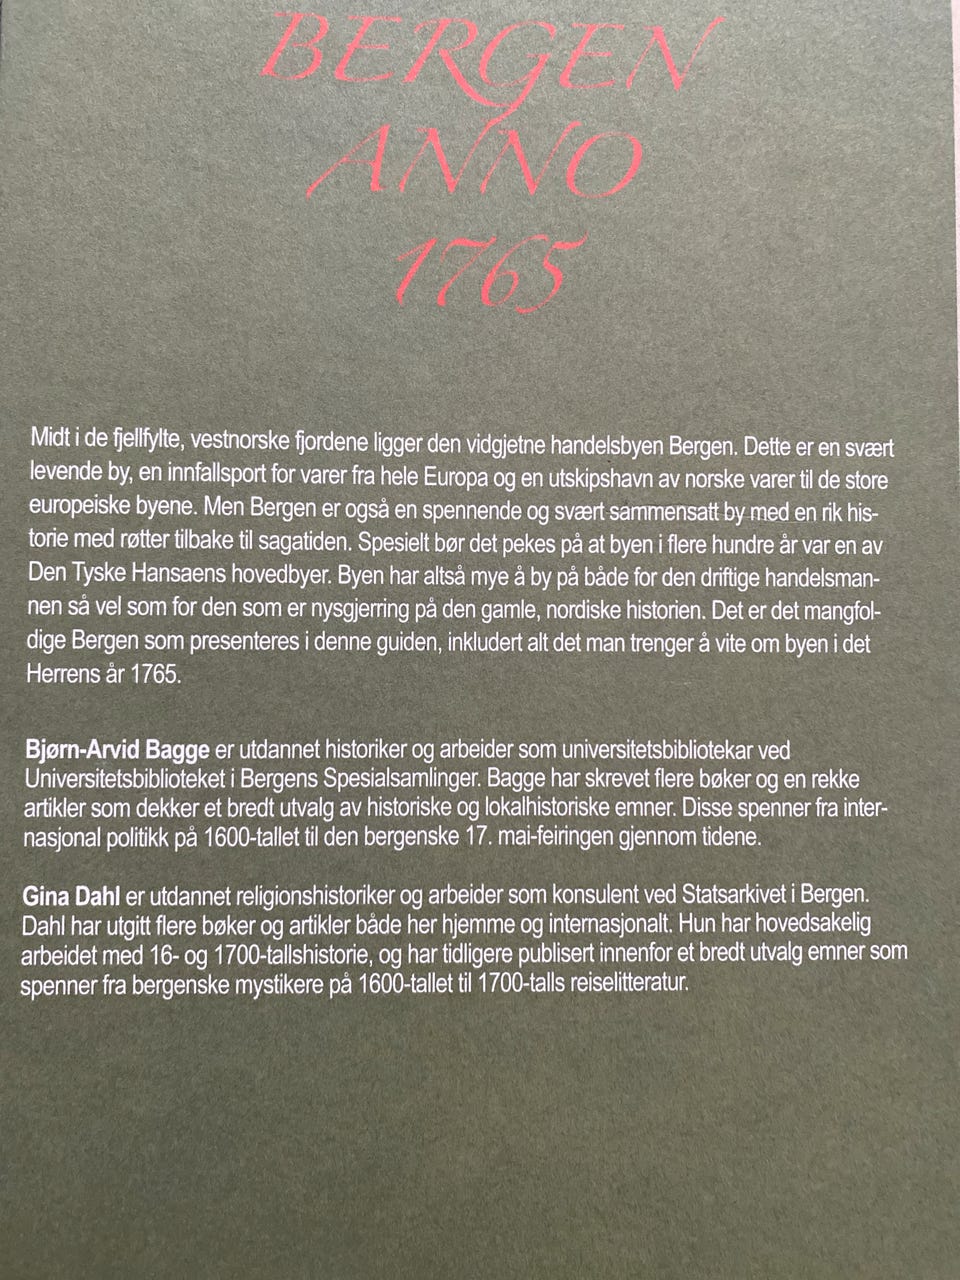 BERGEN
ANNO
1765
Midt i de fjellfylte, vestnorske fjordene ligger den vidgjetne handelsbyen Bergen. Dette er en svært
levende by, en innfallsport for varer fra hele Europa og en utskipshavn av norske varer til de store
europeiske byene. Men Bergen er også en spennende og svært sammensatt by med en rik his-
torie med røtter tilbake til sagatiden. Spesielt bør det pekes på at byen i flere hundre år var en av
Den Tyske Hansaens hovedbyer. Byen har altså mye å by på både for den driftige handelsman-
nen så vel som for den som er nysgjerring på den gamle, nordiske historien. Det er det mangfol-
dige Bergen som presenteres i denne guiden, inkludert alt det man trenger å vite om byen i det
Herrens år 1765.
Bjørn-Arvid Bagge er utdannet historiker og arbeider som universitetsbibliotekar ved
Universitetsbiblioteket i Bergens Spesialsamlinger. Bagge har skrevet flere bøker og en rekke
artikler som dekker et bredt utvalg av historiske og lokalhistoriske emner. Disse spenner fra inter-
nasjonal politikk på 1600-tallet til den bergenske 17. mai-feiringen gjennom tidene.
Gina Dahl er utdannet religionshistoriker og arbeider som konsulent ved Statsarkivet i Bergen.
Dahl har utgitt flere bøker og artikler både her hjemme og internasjonalt. Hun har hovedsakelig
arbeidet med 16- og 1700-tallshistorie, og har tidligere publisert innenfor et bredt utvalg emner som
spenner fra bergenske mystikere på 1600-tallet til 1700-talls reiselitteratur.